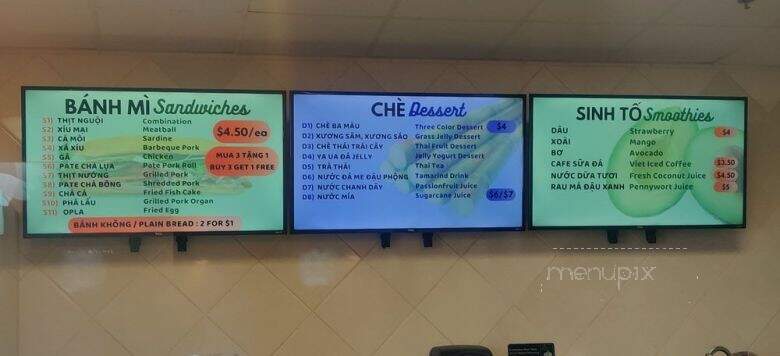 BÁNH MÌ Sandwiches
S1) THỊT NGUỘI Combination
S2) XÍU MAI Meatball
S3) CÁ MÒI Sardine
S4) XÁ XÍU Barbeque Pork
S5) GÀ Chicken
S6) PATE CHẢ LỤA Pate Pork Roll
S7) THỊT NƯỚNG Grilled Pork
S8) PATE CHÀ BÔNG Shredded Pork
S9) CHẢ CÁ Fried Fish Cake
S10) PHÁ LẤU Grilled Pork Organ
S11) OPLA Fried Egg
$4.50/ea
MUA 3 TẶNG 1
BUY 3 GET 1 FREE
BÁNH KHÔNG / PLAIN BREAD : 2 FOR $1
CHÈ Dessert
D1) CHÈ BA MÀU Three Color Dessert $4
D2) XƯƠNG SÂM, XƯƠNG SÁO Grass Jelly Dessert
D3) CHÈ THÁI TRÁI CÂY Thai Fruit Dessert
D4) YA UA ĐÁ JELLY Jelly Yogurt Dessert
D5) TRÀ THÁI Thai Tea
D6) NƯỚC ĐÁ ME ĐẬU PHỘNG Tamarind Drink
D7) NƯỚC CHANH DÂY Passionfruit Juice
D8) NƯỚC MÍA Sugarcane Juice $6/$7
SINH TỐ Smoothies
DÂU Strawberry $4
XOÀI Mango
BƠ Avocado
CAFE SỮA ĐÁ Viet Iced Coffee $3.50
NƯỚC DỪA TƯƠI Fresh Coconut Juice $4.50
RAU MÁ ĐẬU XANH Pennywort Juice $5
menupix